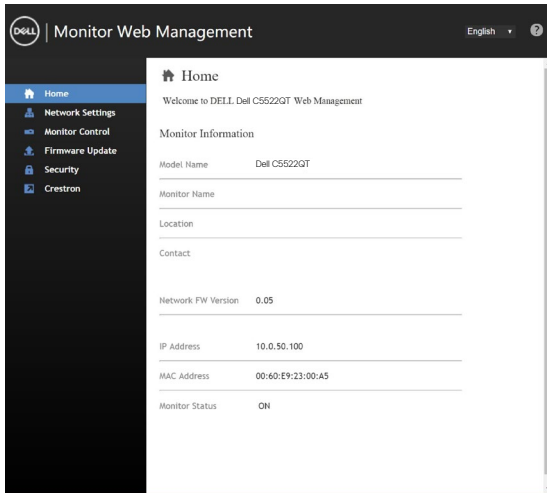 DELL | Monitor Web Management
English ▼ ?
Home
Network Settings
Monitor Control
Firmware Update
Security
Crestron
Home
Welcome to DELL Dell C5522QT Web Management
Monitor Information
Model Name Dell C5522QT
Monitor Name
Location
Contact
Network FW Version 0.05
IP Address 10.0.50.100
MAC Address 00:60:E9:23:00:A5
Monitor Status ON